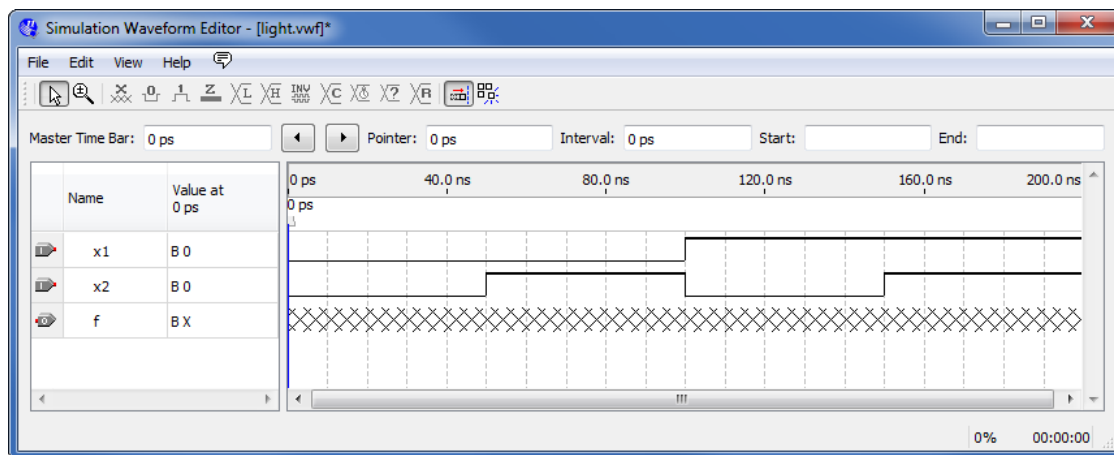 Simulation Waveform Editor - [light.vwf]*
File Edit View Help
Master Time Bar: 0 ps Pointer: 0 ps Interval: 0 ps Start: End:
Name Value at 0 ps
0 ps 40.0 ns 80.0 ns 120.0 ns 160.0 ns 200.0 ns
0 ps
x1 B 0
x2 B 0
f B X
0% 00:00:00